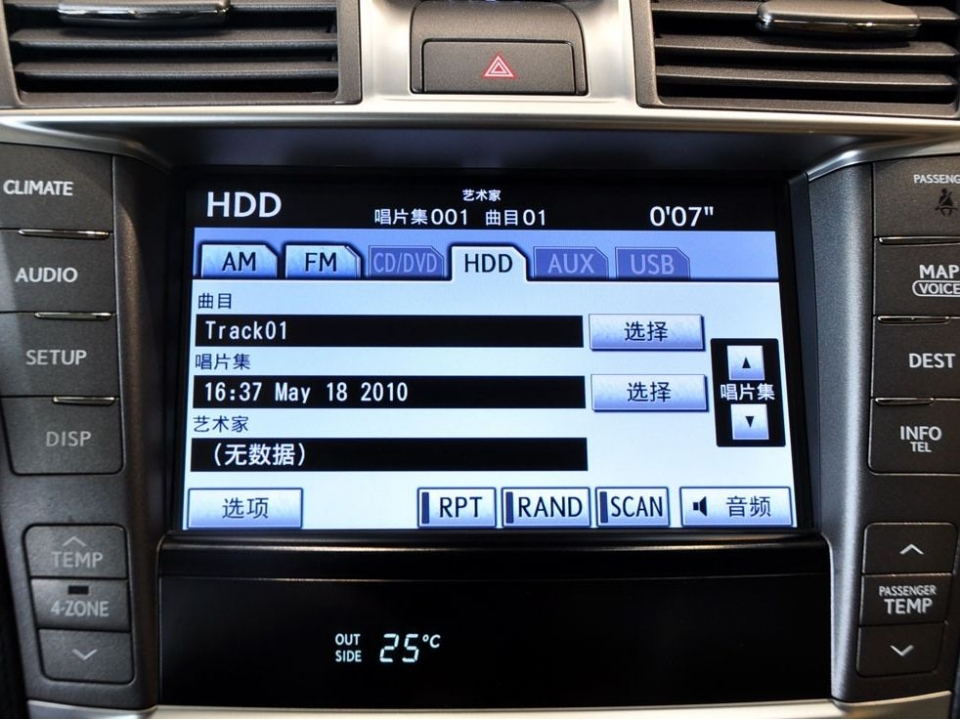 CLIMATE
AUDIO
SETUP
DISP
TEMP
4-ZONE
HDD
艺术家
唱片集001 曲目01
0'07"
AM FM CD/DVD HDD AUX USB
曲目
Track01 选择
唱片集
16:37 May 18 2010 选择
唱片集
艺术家
(无数据)
选项 RPT RAND SCAN 音频
OUT
SIDE 25℃
MAP
VOICE
DEST
INFO
TEL
PASSENGER
TEMP